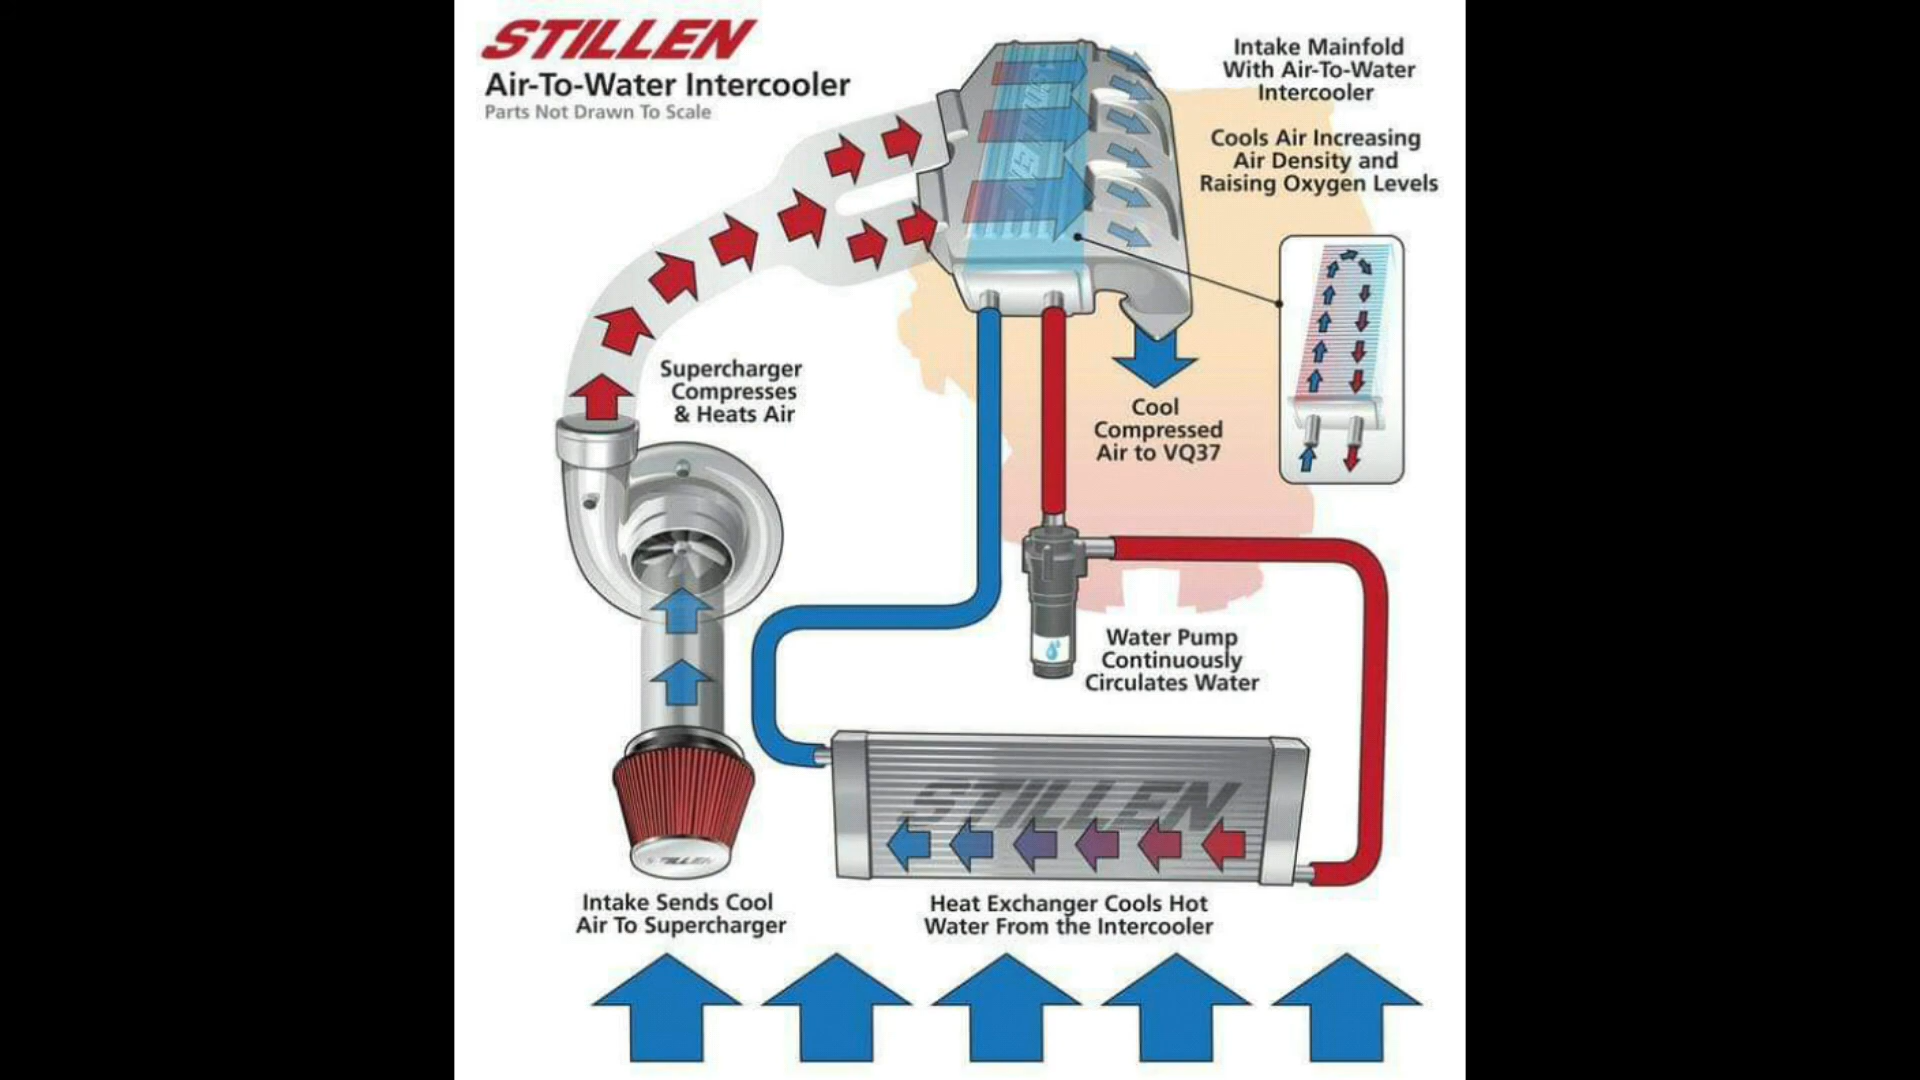 STILLEN
Air-To-Water Intercooler
Parts Not Drawn To Scale
Intake Mainfold
With Air-To-Water
Intercooler
Cools Air Increasing
Air Density and
Raising Oxygen Levels
STILLEN
Supercharger
Compresses
& Heats Air
Cool
Compressed
Air to VQ37
Water Pump
Continuously
Circulates Water
STILLEN
STILLEN
Intake Sends Cool
Air To Supercharger
Heat Exchanger Cools Hot
Water From the Intercooler